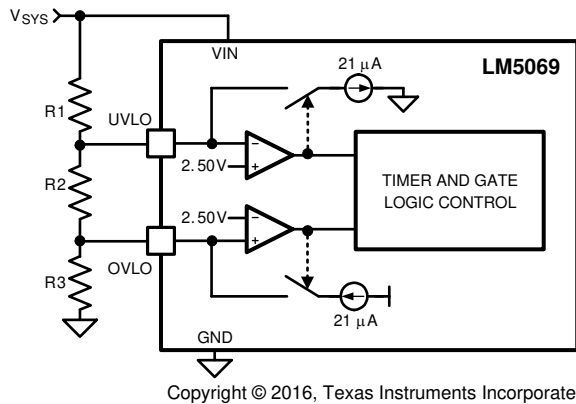 VSYS
VIN
LM5069
21 μA
R1
UVLO
2.50V
R2
TIMER AND GATE
LOGIC CONTROL
2.50V
OVLO
R3
21 μA
GND
Copyright © 2016, Texas Instruments Incorporate